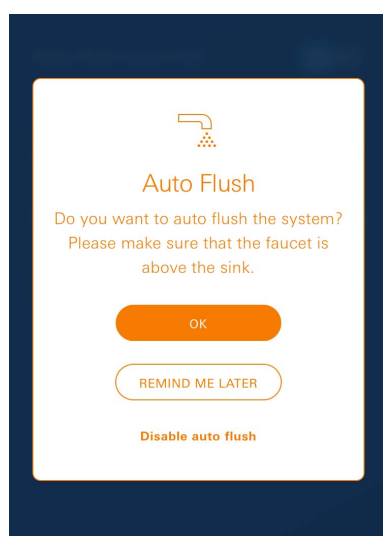 Auto Flush
Do you want to auto flush the system?
Please make sure that the faucet is
above the sink.
OK
REMIND ME LATER
Disable auto flush